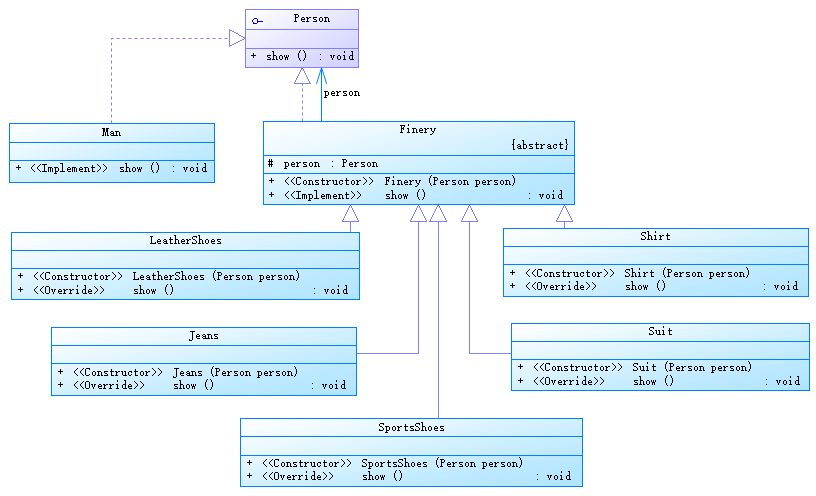 Person
+ show () : void
person
Man
+ <<Implement>> show () : void
Finery
{abstract}
# person : Person
+ <<Constructor>> Finery (Person person)
+ <<Implement>> show () : void
LeatherShoes
+ <<Constructor>> LeatherShoes (Person person)
+ <<Override>> show () : void
Shirt
+ <<Constructor>> Shirt (Person person)
+ <<Override>> show () : void
Jeans
+ <<Constructor>> Jeans (Person person)
+ <<Override>> show () : void
Suit
+ <<Constructor>> Suit (Person person)
+ <<Override>> show () : void
SportsShoes
+ <<Constructor>> SportsShoes (Person person)
+ <<Override>> show () : void